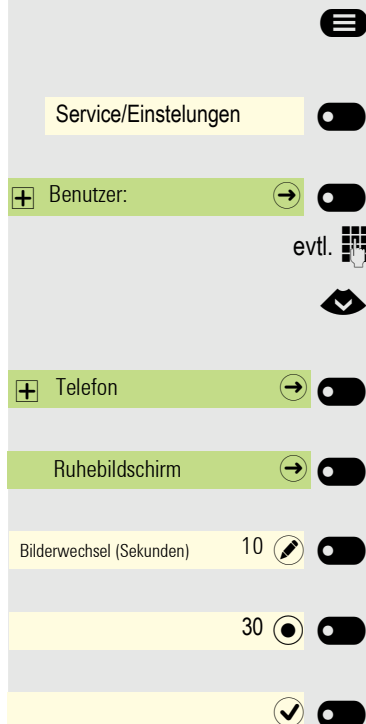 Service/Einstelungen
Benutzer:
evtl.
Telefon
Ruhebildschirm
Bilderwechsel (Sekunden) 10
30